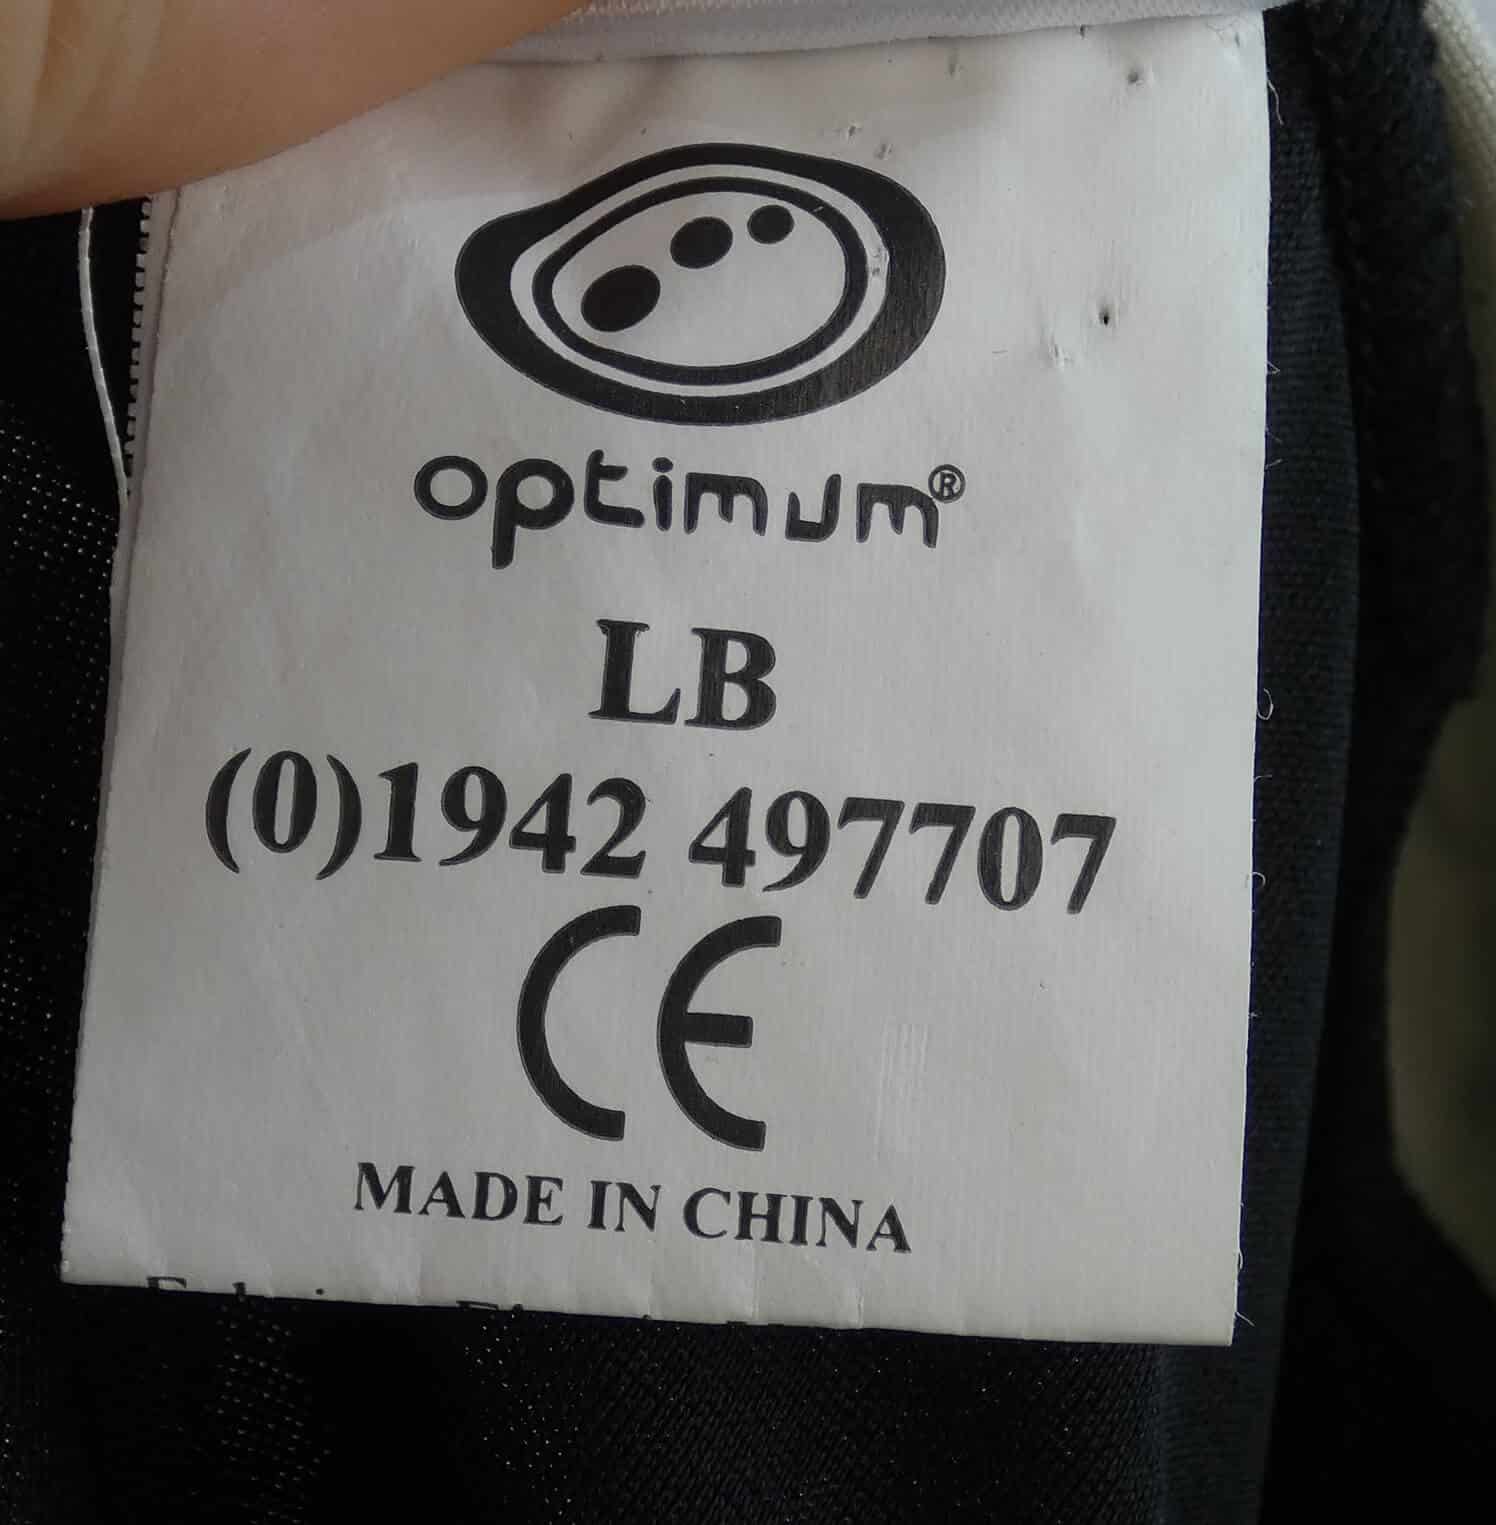 optimum®
LB
(0)1942 497707
CE
MADE IN CHINA